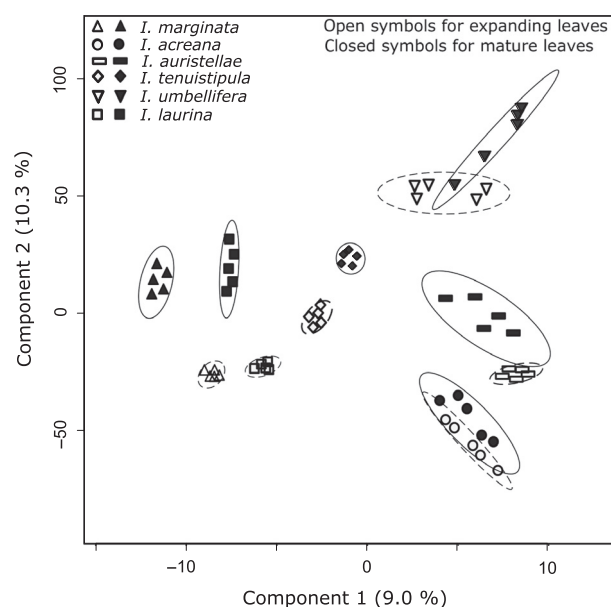 Open symbols for expanding leaves
Closed symbols for mature leaves
I. marginata
I. acreana
I. auristellae
I. tenuistipula
I. umbellifera
I. laurina
Component 2 (10.3 %)
100
50
0
−50
−10
0
10
Component 1 (9.0 %)